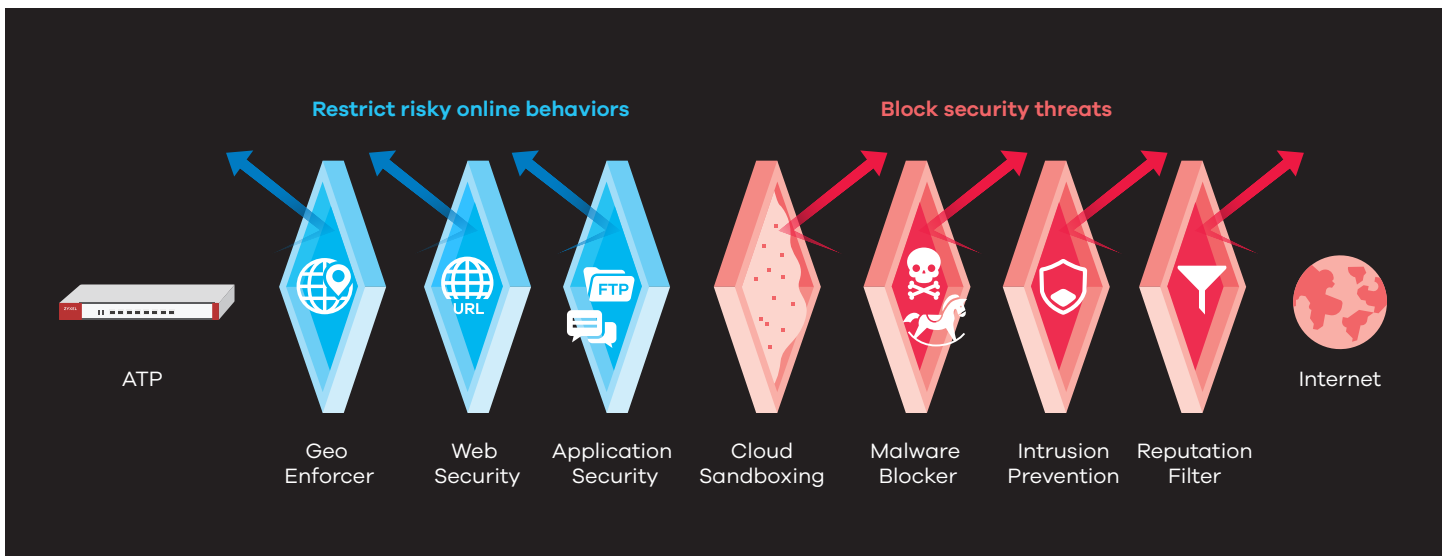 Restrict risky online behaviors
Block security threats
ZYXEL
URL
FTP
ATP
Internet
Geo
Enforcer
Web
Security
Application
Security
Cloud
Sandboxing
Malware
Blocker
Intrusion
Prevention
Reputation
Filter